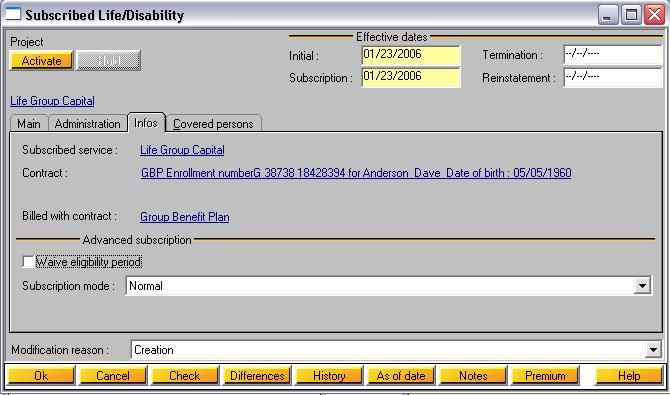 Subscribed Life/Disability
Project
Activate Hold
Effective dates
Initial : 01/23/2006 Termination : --/--/----
Subscription : 01/23/2006 Reinstatement : --/--/----
Life Group Capital
Main Administration Infos Covered persons
Subscribed service : Life Group Capital
Contract : GBP Enrollment numberG 38738 18428394 for Anderson Dave Date of birth : 05/05/1960
Billed with contract : Group Benefit Plan
Advanced subscription
Waive eligibility period
Subscription mode : Normal
Modification reason : Creation
Ok Cancel Check Differences History As of date Notes Premium Help